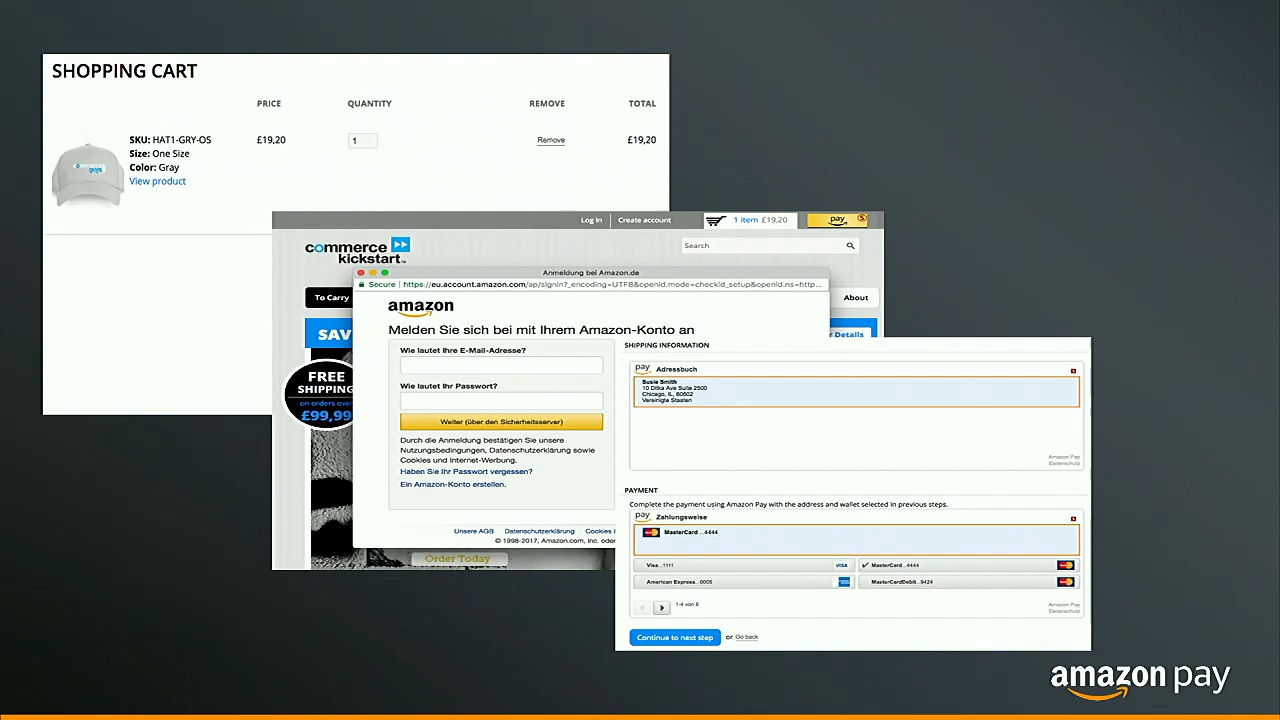 SHOPPING CART
PRICE QUANTITY REMOVE TOTAL
SKU: HAT1-GRY-OS £19,20 1 Remove £19,20
Size: One Size
Color: Gray
View product
guys
Log In Create account 1 item £19,20 pay
commerce kickstart
Search
To Carry About
SAV r Details
FREE
SHIPPING
on orders over
£99,99
Order Today
Anmeldung bei Amazon.de
Secure https://eu.account.amazon.com/ap/signin?_encoding=UTF8&openid.mode=checkid_setup&openid.ns=http...
amazon
Melden Sie sich bei mit Ihrem Amazon-Konto an
Wie lautet Ihre E-Mail-Adresse?
Wie lautet Ihr Passwort?
Weiter (über den Sicherheitsserver)
Durch die Anmeldung bestätigen Sie unsere
Nutzungsbedingungen, Datenschutzerklärung sowie
Cookies und Internet-Werbung.
Haben Sie Ihr Passwort vergessen?
Ein Amazon-Konto erstellen.
Unsere AGB Datenschutzerklärung Cookies
© 1998-2017, Amazon.com, Inc. oder
SHIPPING INFORMATION
pay Adressbuch
Susie Smith
10 Ditka Ave Suite 2500
Chicago, IL, 60602
Vereinigte Staaten
Amazon Pay
Datenschutz
PAYMENT
Complete the payment using Amazon Pay with the address and wallet selected in previous steps.
pay Zahlungsweise
MasterCard ...4444
Visa...1111 VISA MasterCard...4444
American Express...0005 MasterCardDebit...9424
1-4 von 8
Amazon Pay
Datenschutz
Continue to next step or Go back
amazon pay